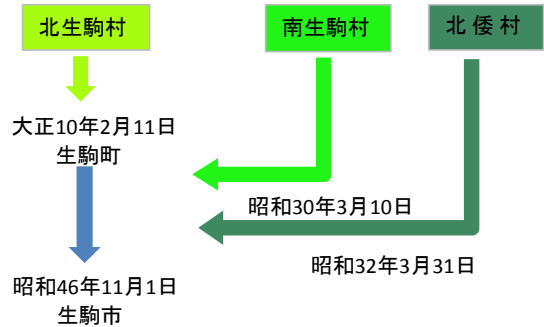 北生駒村
南生駒村
北倭村
大正10年2月11日
生駒町
昭和30年3月10日
昭和32年3月31日
昭和46年11月1日
生駒市